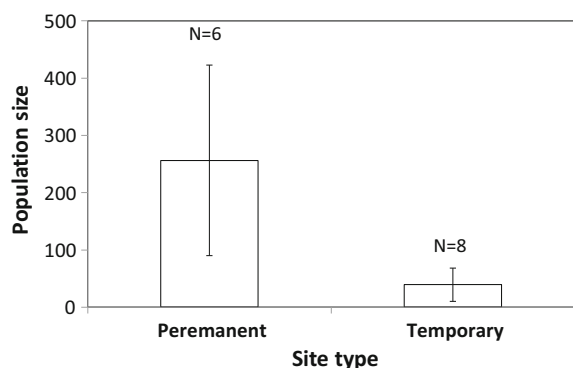 500
N=6
400
300
200
N=8
100
0
Population size
Peremanent Temporary
Site type